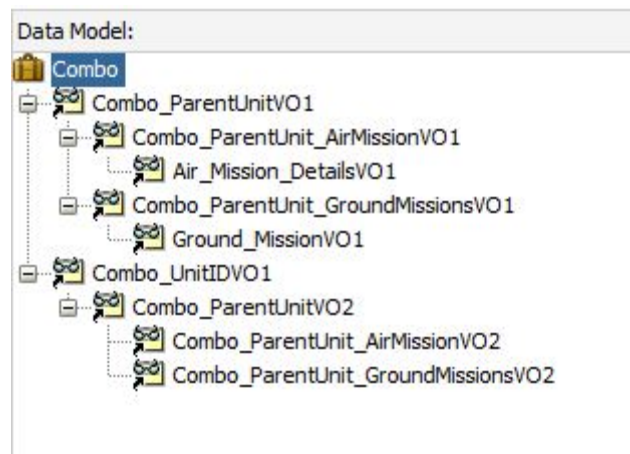 Data Model:
Combo
Combo_ParentUnitVO1
Combo_ParentUnit_AirMissionVO1
Air_Mission_DetailsVO1
Combo_ParentUnit_GroundMissionsVO1
Ground_MissionVO1
Combo_UnitIDVO1
Combo_ParentUnitVO2
Combo_ParentUnit_AirMissionVO2
Combo_ParentUnit_GroundMissionsVO2